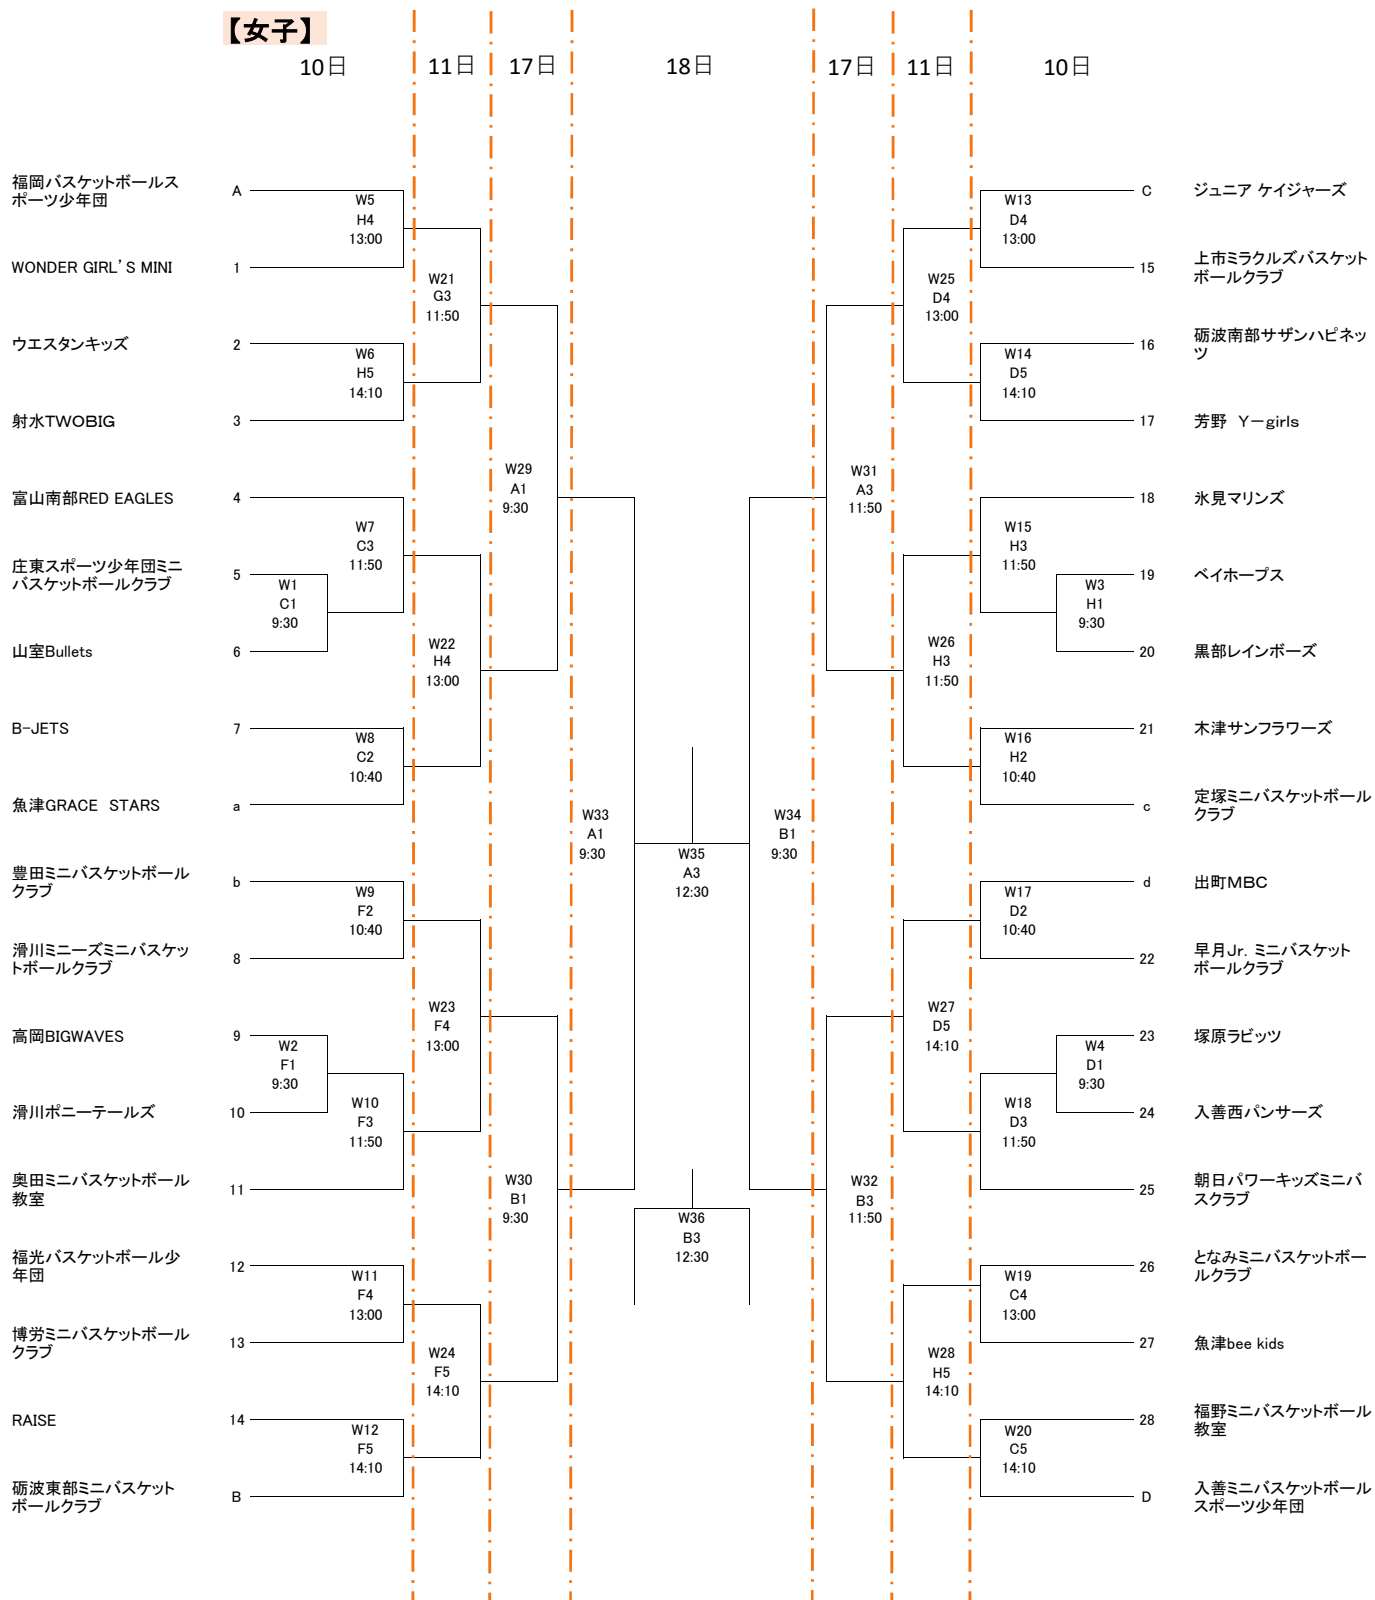 【女子】
10日
11日
17日
18日
17日
11日
10日
福岡バスケットボールス
ポーツ少年団
A
W5
H4
13:00
WONDER GIRL'S MINI
1
W21
G3
11:50
ウエスタンキッズ
2
W6
H5
14:10
射水TWOBIG
3
W29
A1
9:30
富山南部RED EAGLES
4
W7
C3
11:50
庄東スポーツ少年団ミニ
バスケットボールクラブ
5
W1
C1
9:30
山室Bullets
6
W22
H4
13:00
B-JETS
7
W8
C2
10:40
魚津GRACE　STARS
a
W33
A1
9:30
豊田ミニバスケットボール
クラブ
b
W9
F2
10:40
滑川ミニーズミニバスケッ
トボールクラブ
8
W23
F4
13:00
高岡BIGWAVES
9
W2
F1
9:30
滑川ポニーテールズ
10
W10
F3
11:50
奥田ミニバスケットボール
教室
11
W30
B1
9:30
福光バスケットボール少
年団
12
W11
F4
13:00
博労ミニバスケットボール
クラブ
13
W24
F5
14:10
RAISE
14
W12
F5
14:10
砺波東部ミニバスケット
ボールクラブ
B
W35
A3
12:30
W36
B3
12:30
W13
D4
13:00
C
ジュニア ケイジャーズ
15
上市ミラクルズバスケット
ボールクラブ
W25
D4
13:00
W14
D5
14:10
16
砺波南部サザンハピネッ
ツ
17
芳野　Y－girls
W31
A3
11:50
18
氷見マリンズ
W15
H3
11:50
W3
H1
9:30
19
ベイホープス
W26
H3
11:50
20
黒部レインボーズ
W16
H2
10:40
21
木津サンフラワーズ
c
定塚ミニバスケットボール
クラブ
W34
B1
9:30
W17
D2
10:40
d
出町MBC
22
早月Jr. ミニバスケット
ボールクラブ
W27
D5
14:10
W4
D1
9:30
23
塚原ラビッツ
W18
D3
11:50
24
入善西パンサーズ
25
朝日パワーキッズミニバ
スクラブ
W32
B3
11:50
W19
C4
13:00
26
となみミニバスケットボー
ルクラブ
27
魚津bee kids
W28
H5
14:10
W20
C5
14:10
28
福野ミニバスケットボール
教室
D
入善ミニバスケットボール
スポーツ少年団